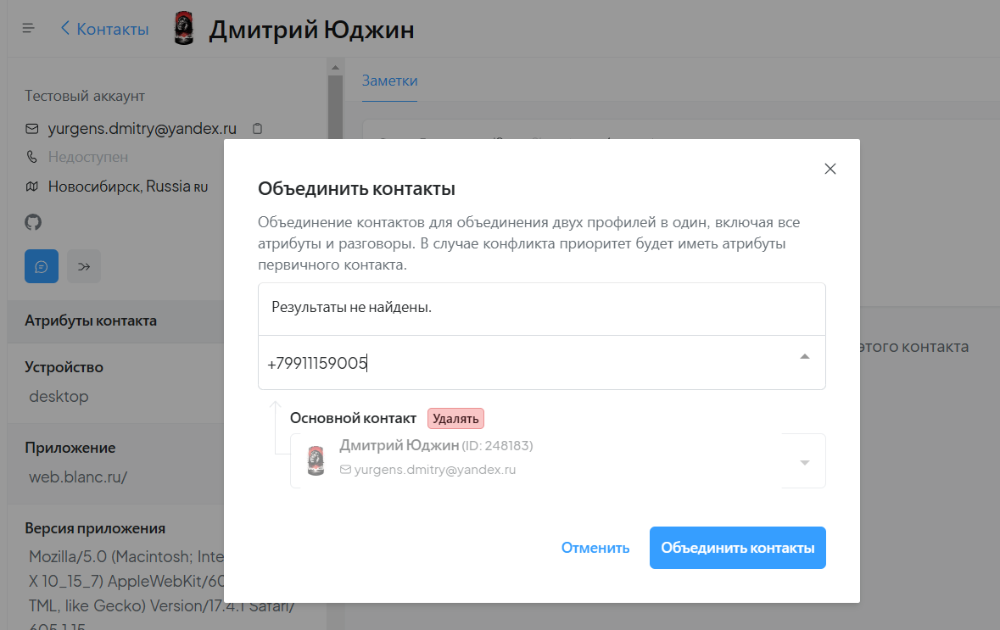 Контакты
Дмитрий Юджин
Тестовый аккаунт
yurgens.dmitry@yandex.ru
Недоступен
Новосибирск, Russia RU
Атрибуты контакта
Устройство
desktop
Приложение
web.blanc.ru/
Версия приложения
Mozilla/5.0 (Macintosh; Inte
X 10_15_7) AppleWebKit/60
TML, like Gecko) Version/17.4.1 Safari/
605.1.15
Заметки
этого контакта
Объединить контакты
Объединение контактов для объединения двух профилей в один, включая все
атрибуты и разговоры. В случае конфликта приоритет будет иметь атрибуты
первичного контакта.
Результаты не найдены.
+79911159005
Основной контакт Удалять
Дмитрий Юджин (ID: 248183)
yurgens.dmitry@yandex.ru
Отменить
Объединить контакты